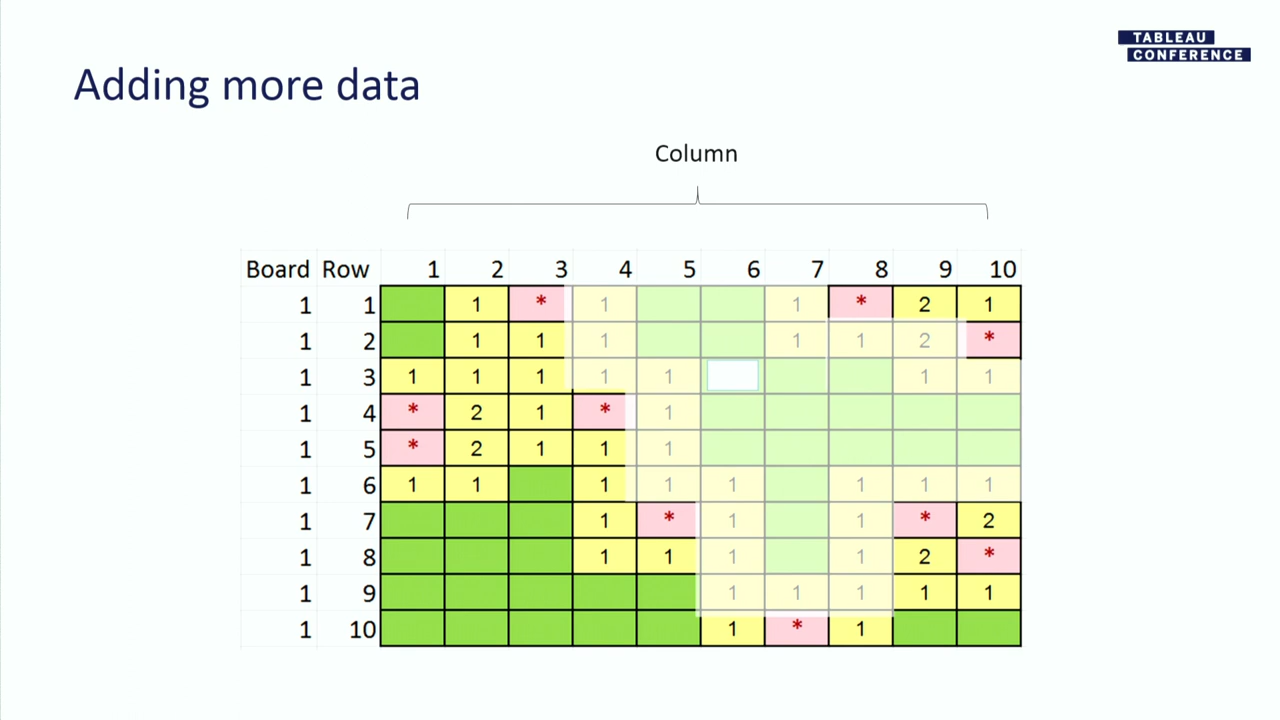 TABLEAU
CONFERENCE
Adding more data
Column
Board Row 1 2 3 4 5 6 7 8 9 10
1 1 1 * 1 1 * 2 1
1 2 1 1 1 1 1 2 *
1 3 1 1 1 1 1 1 1
1 4 * 2 1 * 1
1 5 * 2 1 1 1
1 6 1 1 1 1 1 1 1 1
1 7 1 * 1 1 * 2
1 8 1 1 1 1 2 *
1 9 1 1 1 1 1
1 10 1 * 1